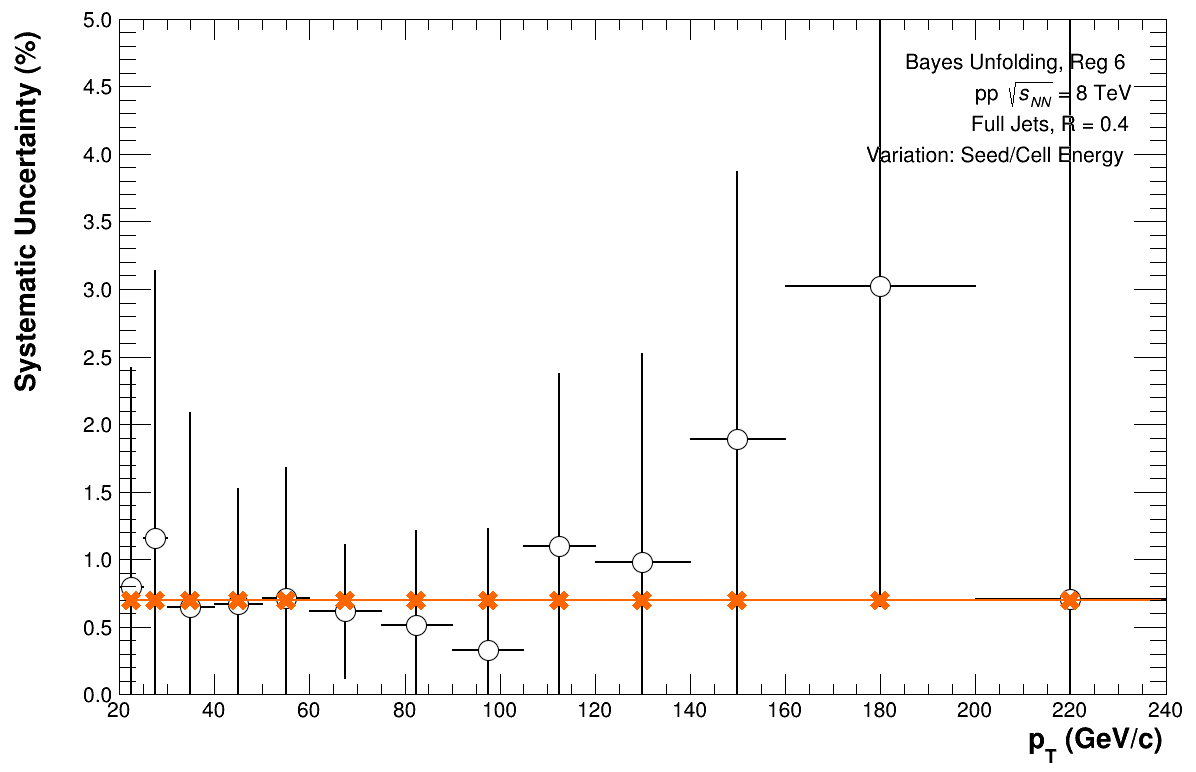 Systematic Uncertainty (%)
5.0
4.5
4.0
3.5
3.0
2.5
2.0
1.5
1.0
0.5
0.0
Bayes Unfolding, Reg 6
pp √s_NN = 8 TeV
Full Jets, R = 0.4
Variation: Seed/Cell Energy
20 40 60 80 100 120 140 160 180 200 220 240
p_T (GeV/c)